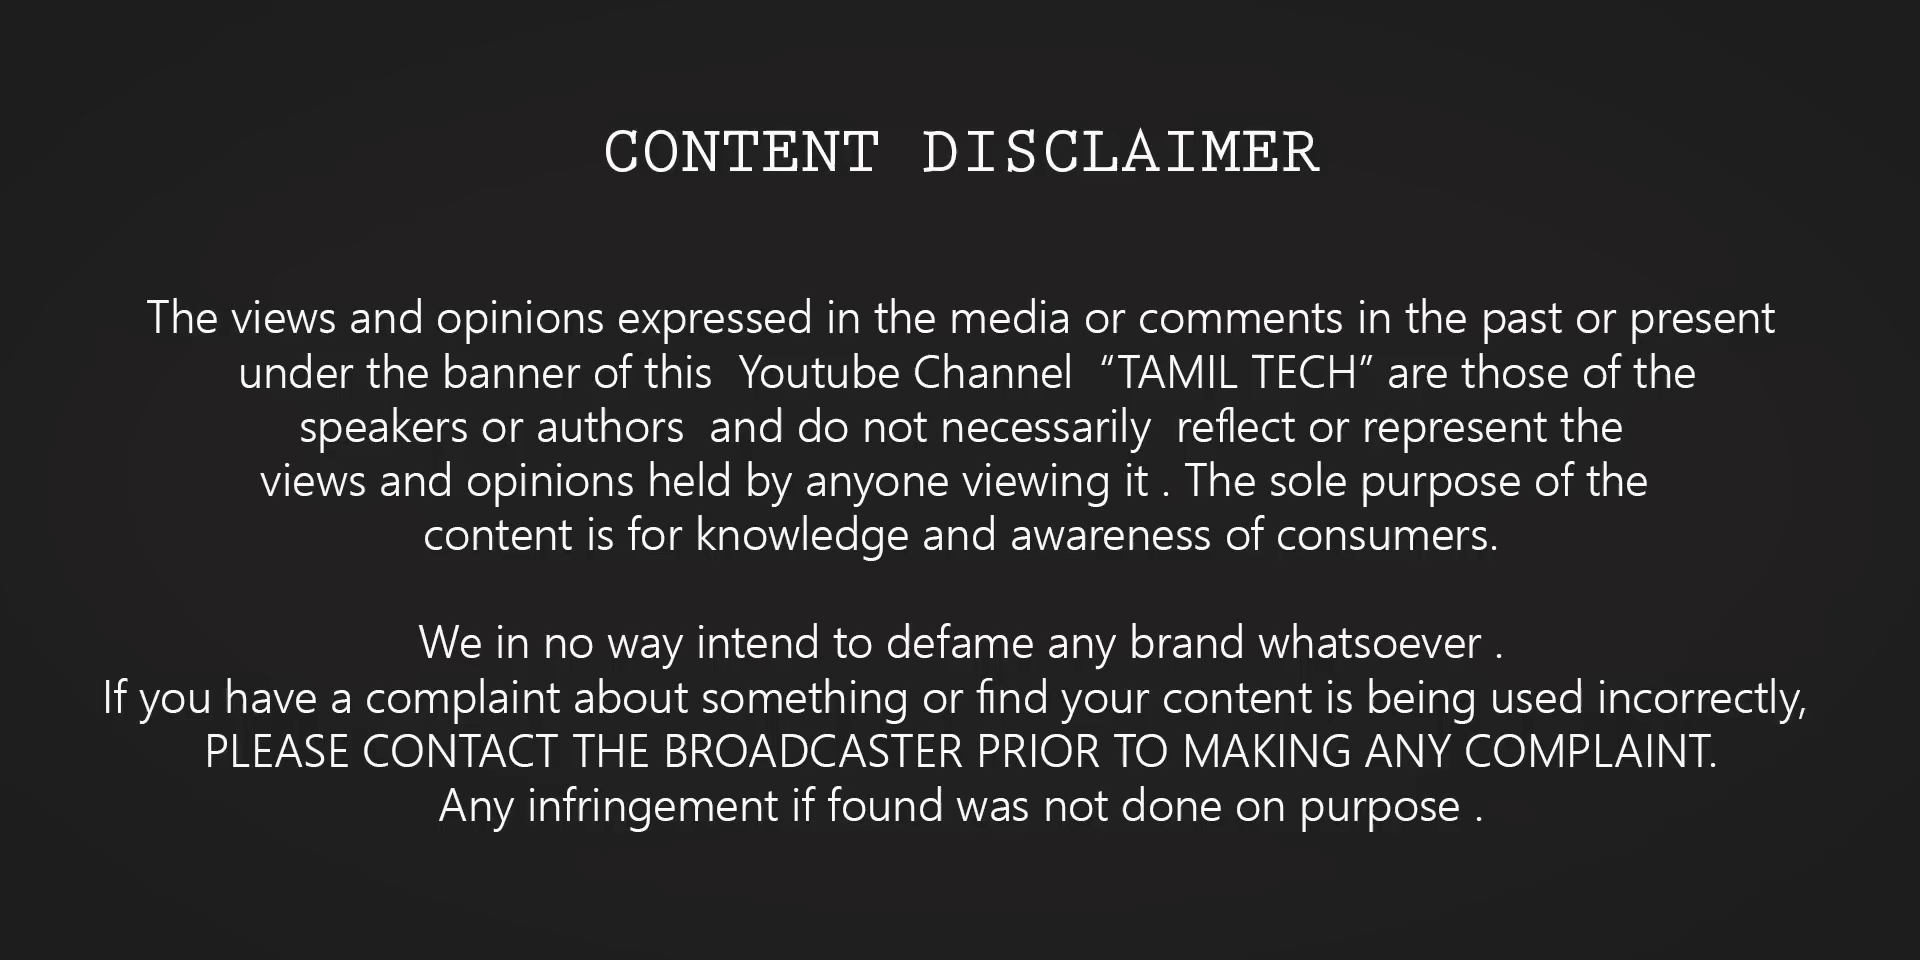 CONTENT DISCLAIMER
The views and opinions expressed in the media or comments in the past or present
under the banner of this  Youtube Channel  “TAMIL TECH” are those of the
speakers or authors  and do not necessarily  reflect or represent the
views and opinions held by anyone viewing it . The sole purpose of the
content is for knowledge and awareness of consumers.
We in no way intend to defame any brand whatsoever .
If you have a complaint about something or find your content is being used incorrectly,
PLEASE CONTACT THE BROADCASTER PRIOR TO MAKING ANY COMPLAINT.
Any infringement if found was not done on purpose .